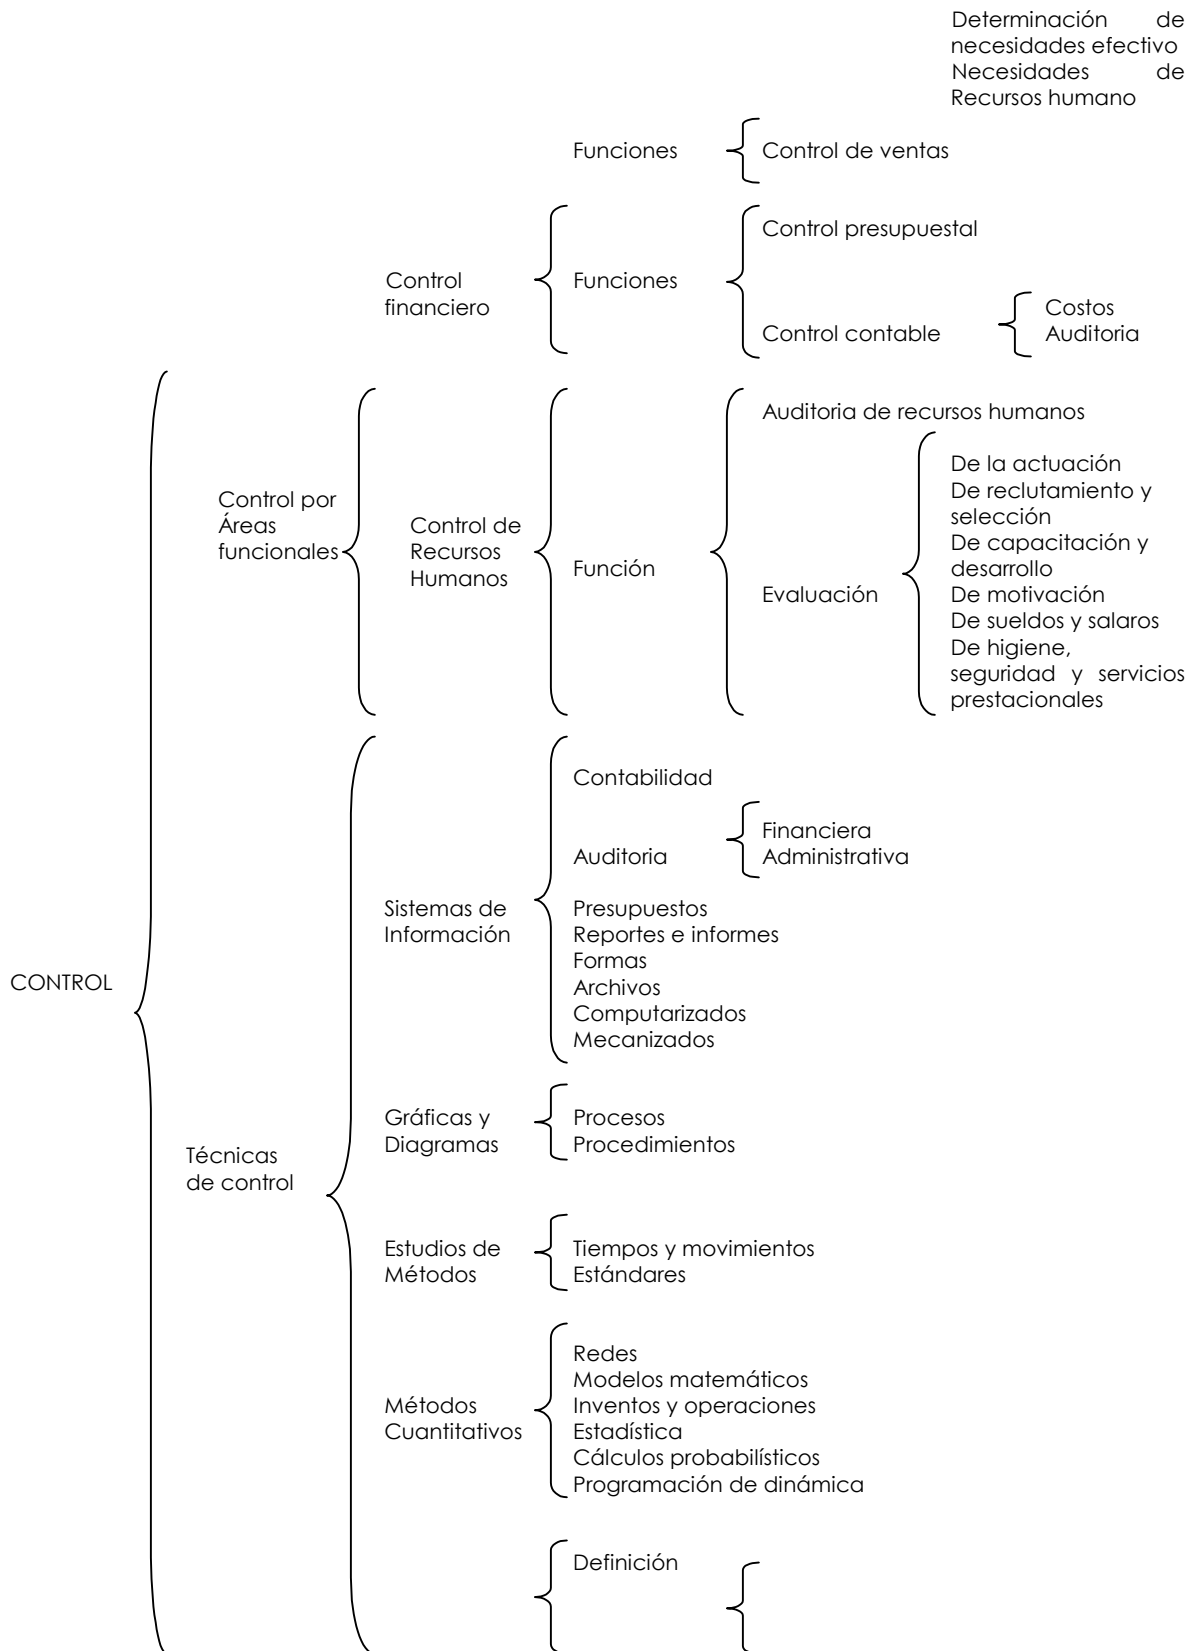 Determinación de
necesidades efectivo
Necesidades de
Recursos humano
Funciones
Control de ventas
Control
financiero
Funciones
Control presupuestal
Control contable
Costos
Auditoria
CONTROL
Control por
Áreas
funcionales
Control de
Recursos
Humanos
Función
Auditoria de recursos humanos
Evaluación
De la actuación
De reclutamiento y
selección
De capacitación y
desarrollo
De motivación
De sueldos y salaros
De higiene,
seguridad y servicios
prestacionales
Técnicas
de control
Sistemas de
Información
Contabilidad
Auditoria
Financiera
Administrativa
Presupuestos
Reportes e informes
Formas
Archivos
Computarizados
Mecanizados
Gráficas y
Diagramas
Procesos
Procedimientos
Estudios de
Métodos
Tiempos y movimientos
Estándares
Métodos
Cuantitativos
Redes
Modelos matemáticos
Inventos y operaciones
Estadística
Cálculos probabilísticos
Programación de dinámica
Definición